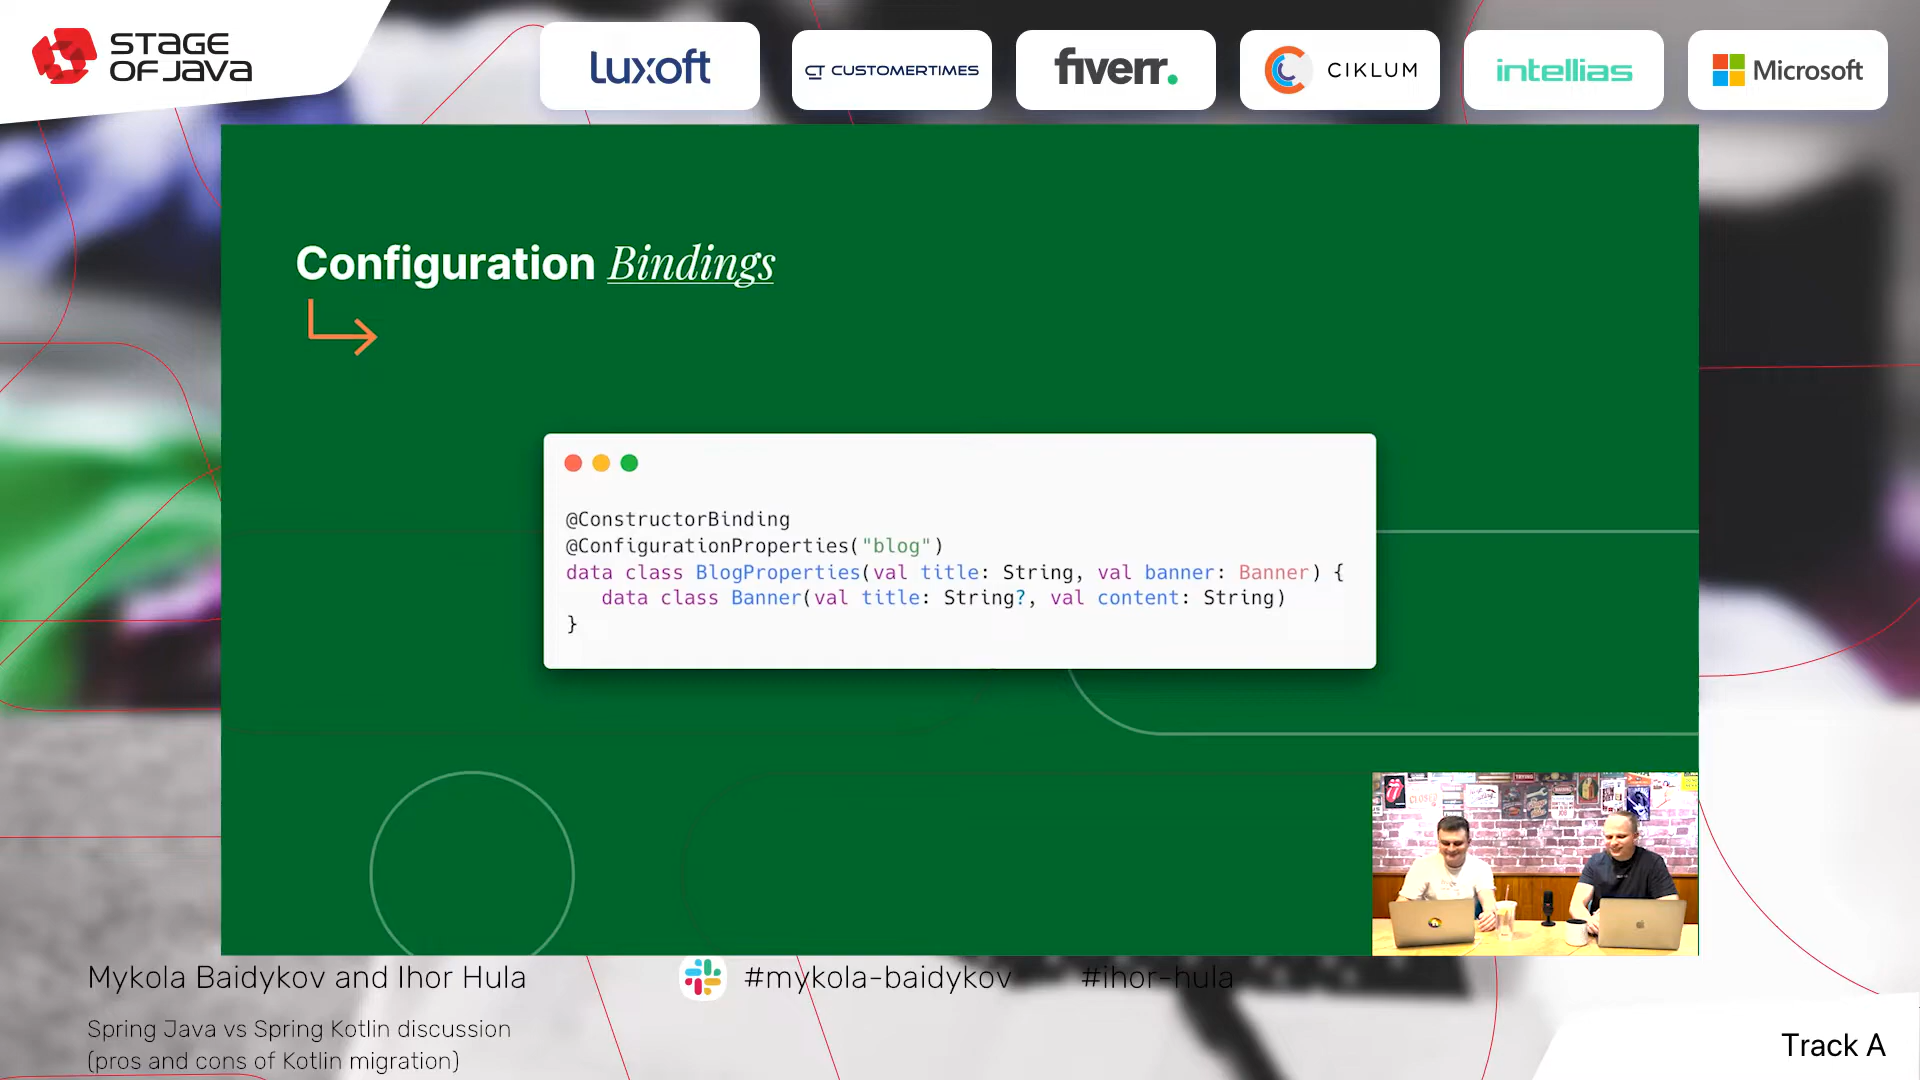 STAGE
OF JAVA
luxoft
CT CUSTOMERTIMES
fiverr.
CIKLUM
intellias
Microsoft
Configuration Bindings
@ConstructorBinding
@ConfigurationProperties("blog")
data class BlogProperties(val title: String, val banner: Banner) {
data class Banner(val title: String?, val content: String)
}
Mykola Baidykov and Ihor Hula
#mykola-baidykov
#ihor-hula
Spring Java vs Spring Kotlin discussion
(pros and cons of Kotlin migration)
Track A